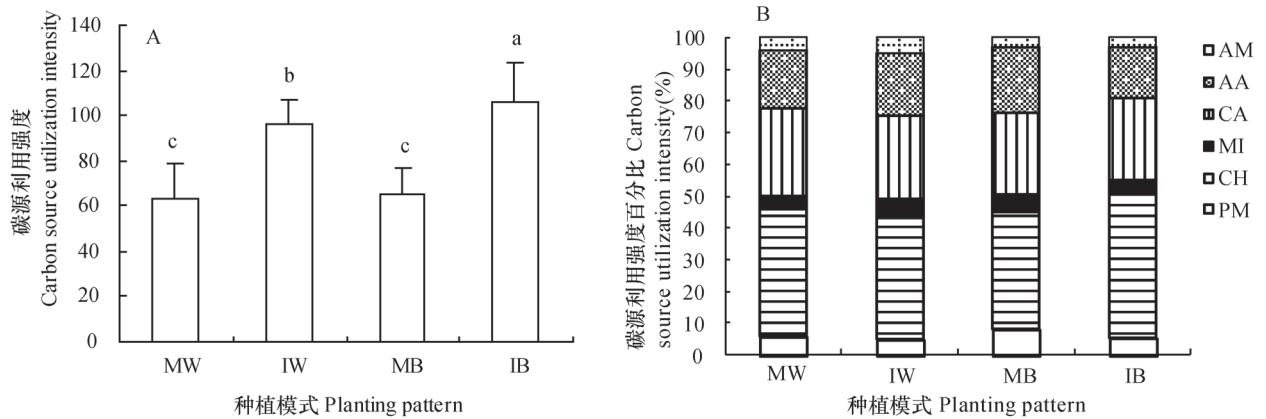 A
140
120
100
80
60
40
20
0
碳源利用强度
Carbon source utilization intensity
c
b
c
a
MW IW MB IB
种植模式 Planting pattern
B
100
90
80
70
60
50
40
30
20
10
0
碳源利用强度百分比 Carbon
source utilization intensity(%)
MW IW MB IB
种植模式 Planting pattern
AM
AA
CA
MI
CH
PM